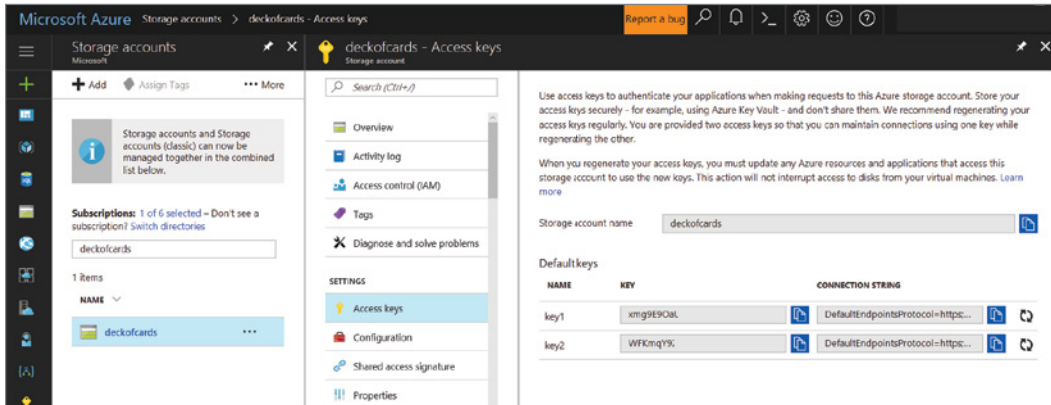 Microsoft Azure Storage accounts > deckofcards - Access keys
Report a bug
Storage accounts
Microsoft
Add Assign Tags ••• More
Storage accounts and Storage
accounts (classic) can now be
managed together in the combined
list below.
Subscriptions: 1 of 6 selected – Don't see a
subscription? Switch directories
deckofcards
1 items
NAME
deckofcards •••
deckofcards - Access keys
Storage account
Search (Ctrl+/)
Overview
Activity log
Access control (IAM)
Tags
Diagnose and solve problems
SETTINGS
Access keys
Configuration
Shared access signature
Properties
Use access keys to authenticate your applications when making requests to this Azure storage account. Store your
access keys securely - for example, using Azure Key Vault - and don't share them. We recommend regenerating your
access keys regularly. You are provided two access keys so that you can maintain connections using one key while
regenerating the other.
When you regenerate your access keys, you must update any Azure resources and applications that access this
storage account to use the new keys. This action will not interrupt access to disks from your virtual machines. Learn
more
Storage account name deckofcards
Default keys
NAME KEY CONNECTION STRING
key1 DefaultEndpointsProtocol=https;...
key2 DefaultEndpointsProtocol=https;...